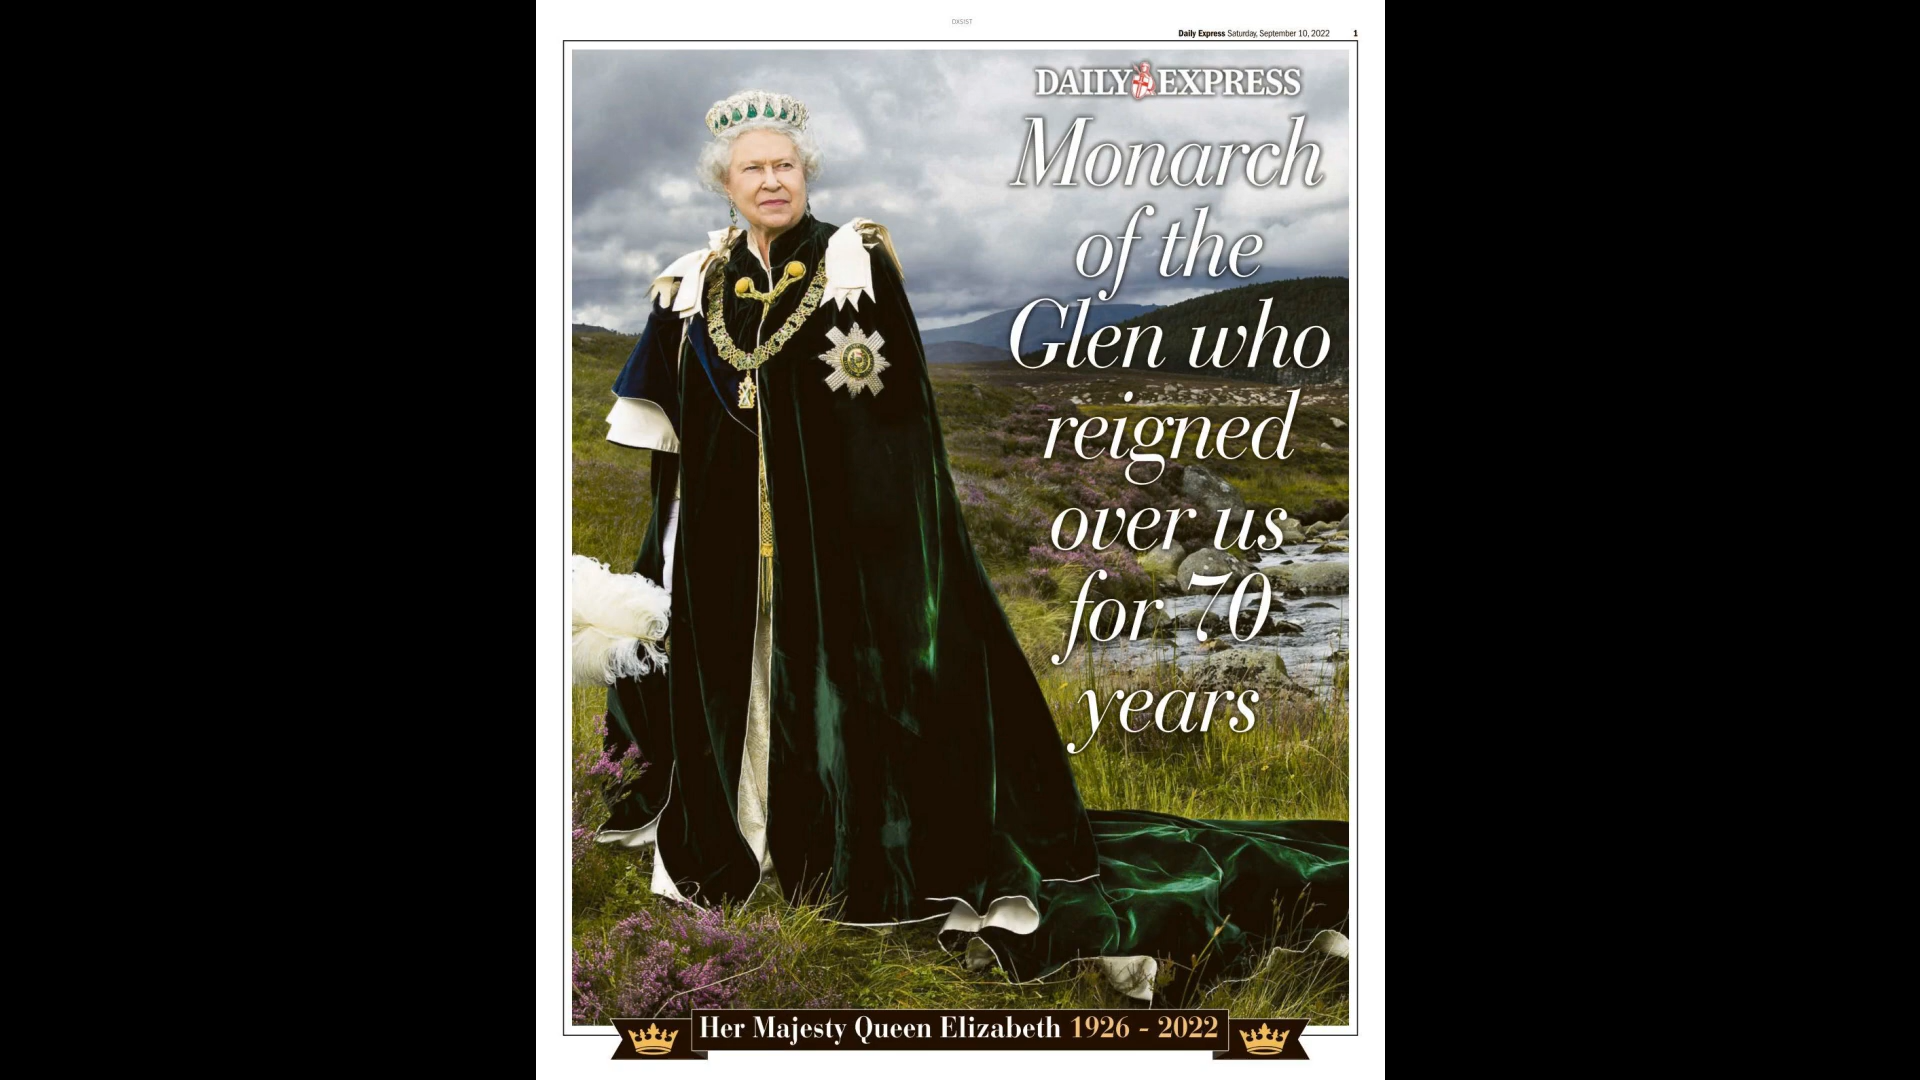 DXSIST
Daily Express Saturday, September 10, 2022 1
DAILY EXPRESS
Monarch
of the
Glen who
reigned
over us
for 70
years
Her Majesty Queen Elizabeth 1926 - 2022